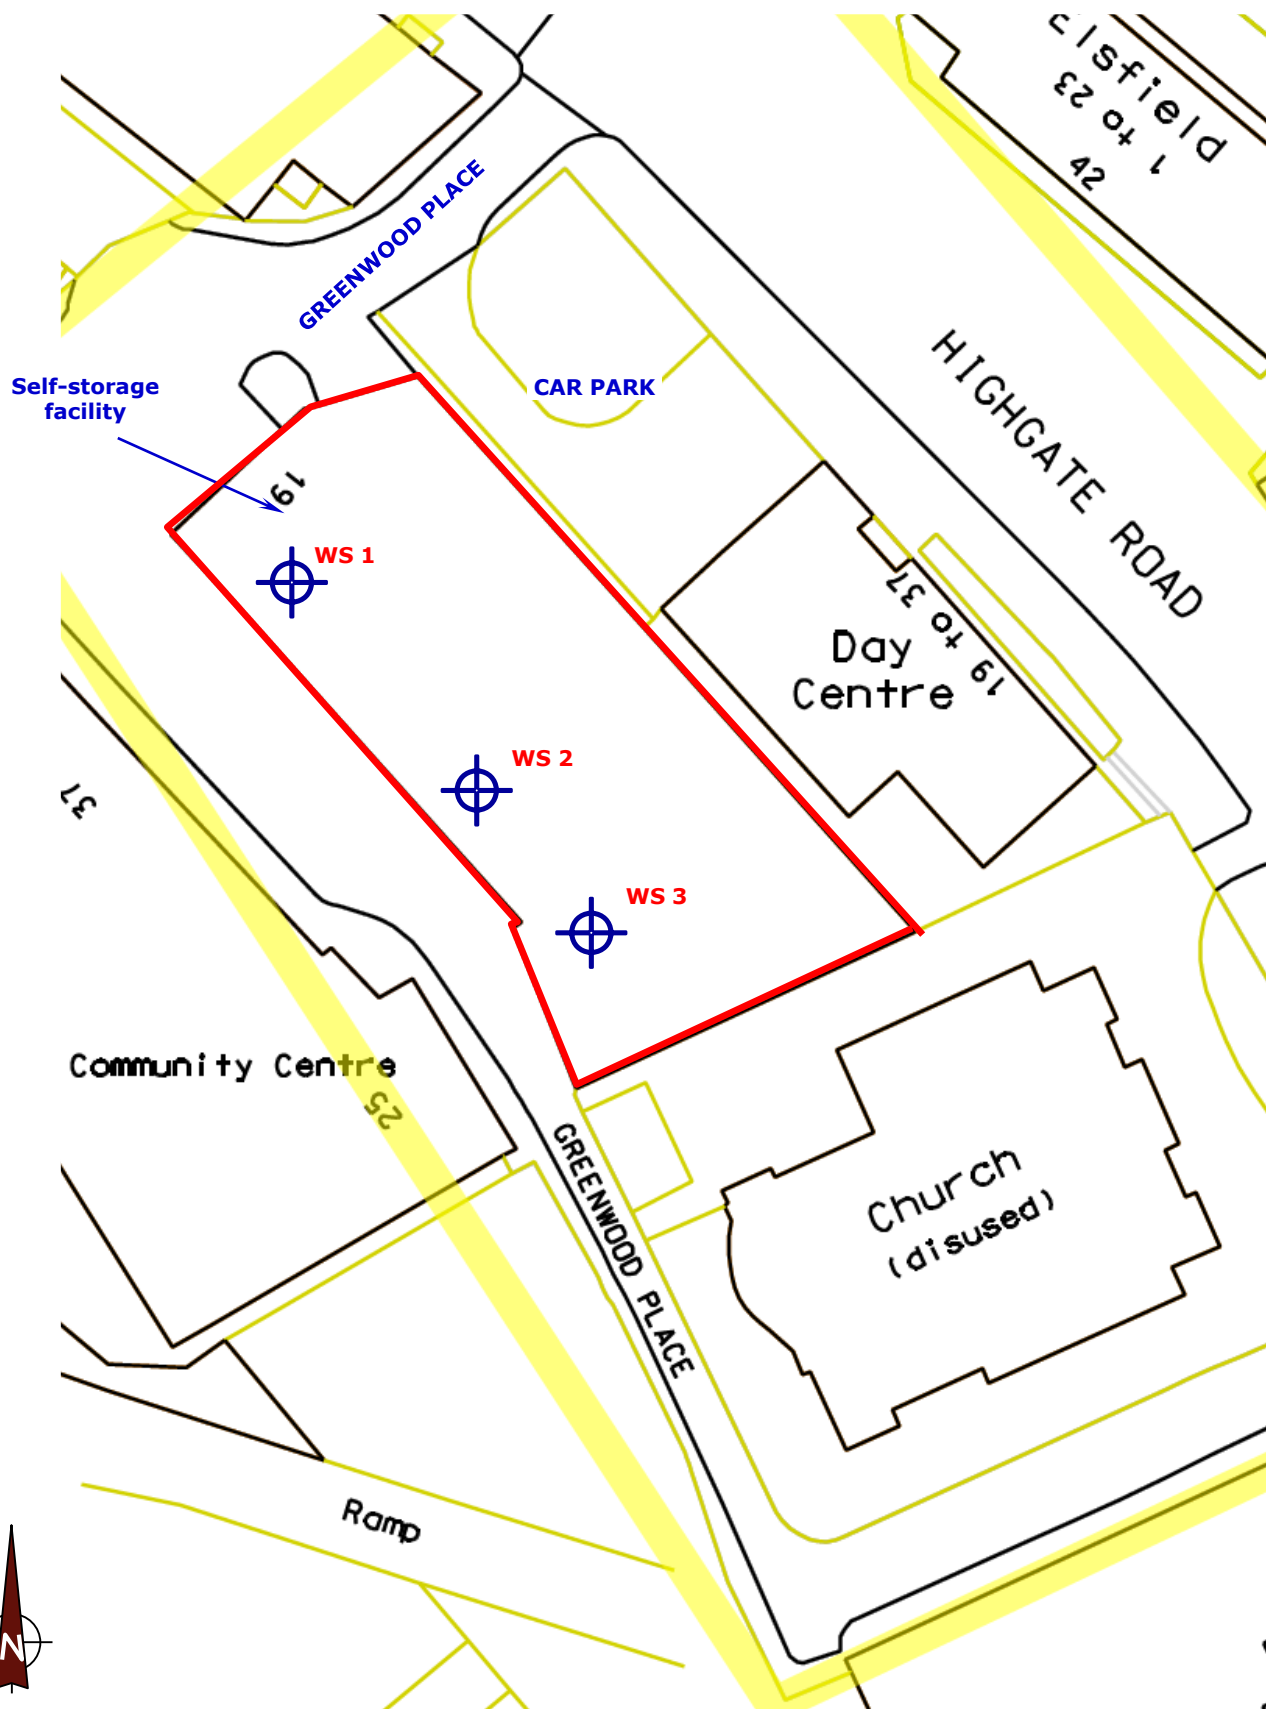 Elsfield
1 to 23
42
GREENWOOD PLACE
HIGHGATE ROAD
Self-storage
facility
CAR PARK
19
WS 1
19 to 37
Day
Centre
WS 2
37
WS 3
Community Centre
25
GREENWOOD PLACE
Church
(disused)
Ramp
N